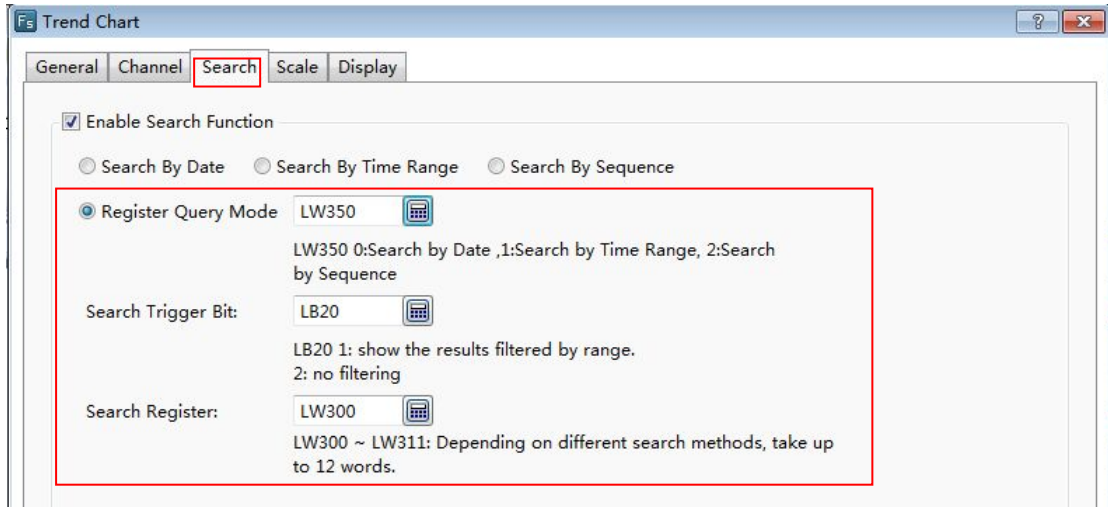 Fs Trend Chart
General Channel Search Scale Display
Enable Search Function
Search By Date Search By Time Range Search By Sequence
Register Query Mode LW350
LW350 0:Search by Date ,1:Search by Time Range, 2:Search
by Sequence
Search Trigger Bit: LB20
LB20 1: show the results filtered by range.
2: no filtering
Search Register: LW300
LW300 ~ LW311: Depending on different search methods, take up
to 12 words.